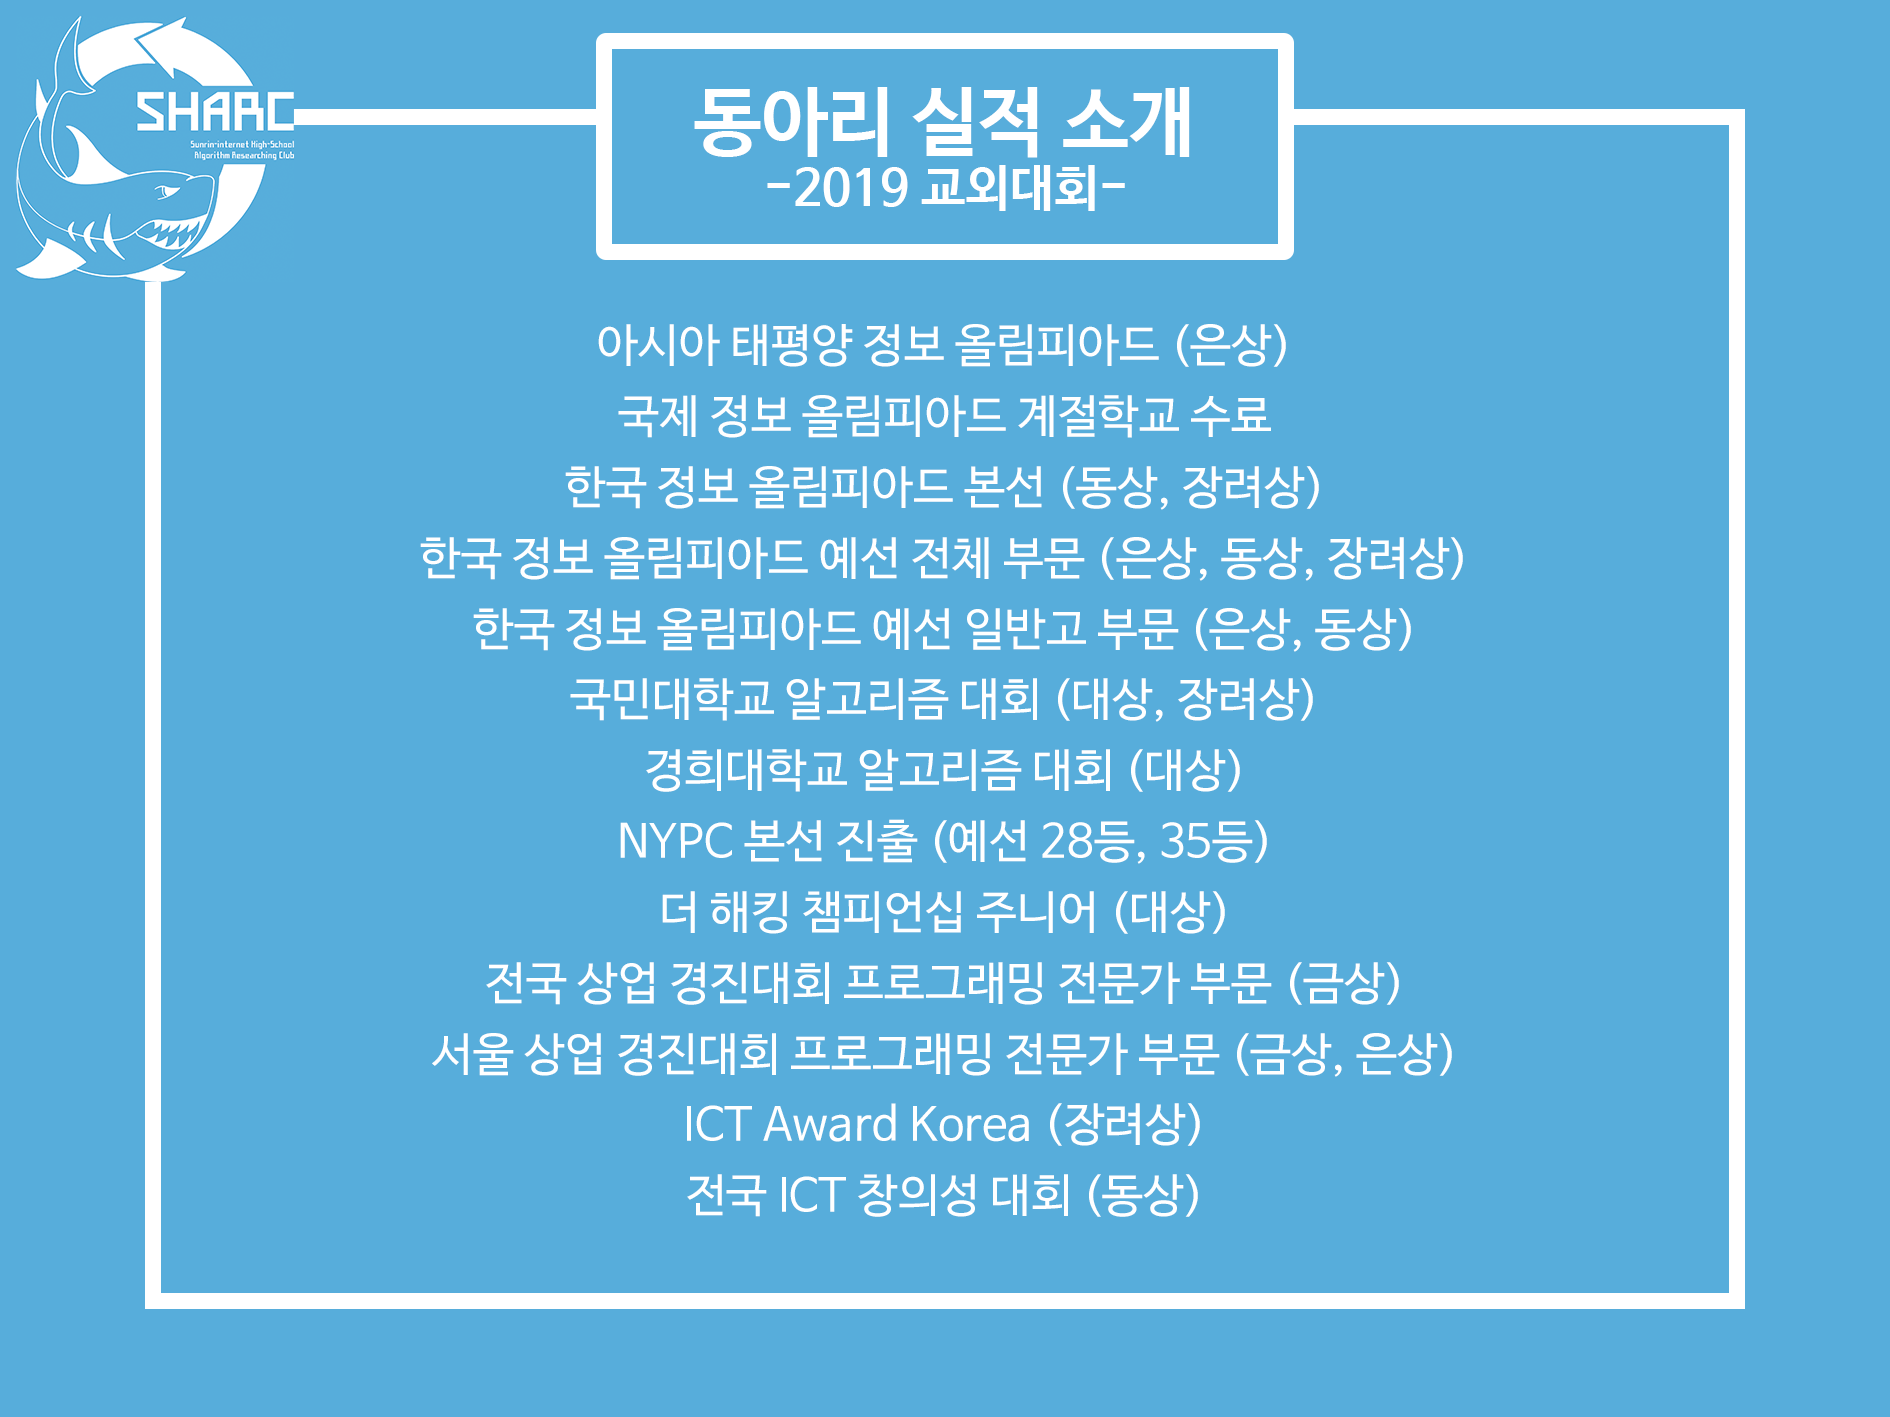 SHARC
Sunrin-internet High-School
Algorithm Researching Club
동아리 실적 소개
-2019 교외대회-
아시아 태평양 정보 올림피아드 (은상)
국제 정보 올림피아드 계절학교 수료
한국 정보 올림피아드 본선 (동상, 장려상)
한국 정보 올림피아드 예선 전체 부문 (은상, 동상, 장려상)
한국 정보 올림피아드 예선 일반고 부문 (은상, 동상)
국민대학교 알고리즘 대회 (대상, 장려상)
경희대학교 알고리즘 대회 (대상)
NYPC 본선 진출 (예선 28등, 35등)
더 해킹 챔피언십 주니어 (대상)
전국 상업 경진대회 프로그래밍 전문가 부문 (금상)
서울 상업 경진대회 프로그래밍 전문가 부문 (금상, 은상)
ICT Award Korea (장려상)
전국 ICT 창의성 대회 (동상)